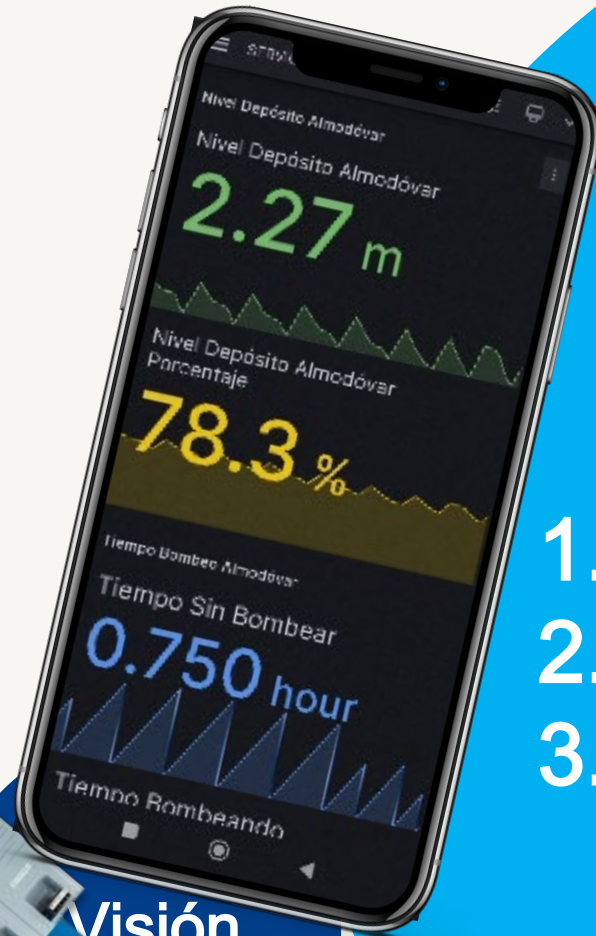 Nivel Depósito Almodóvar
Nivel Depósito Almodóvar
2.27 m
Nivel Depósito Almodóvar
Porcentaje
78.3 %
Tiempo Bombeo Almodóvar
Tiempo Sin Bombear
0.750 hour
Tiempo Bombeando
1.
2.
3.
Visión